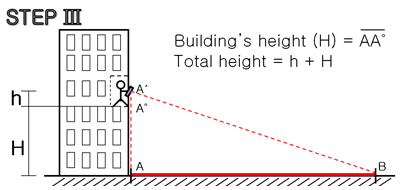 STEP Ⅲ
Building's height (H) = AA°
Total height = h + H
h
A'
A°
H
A
B